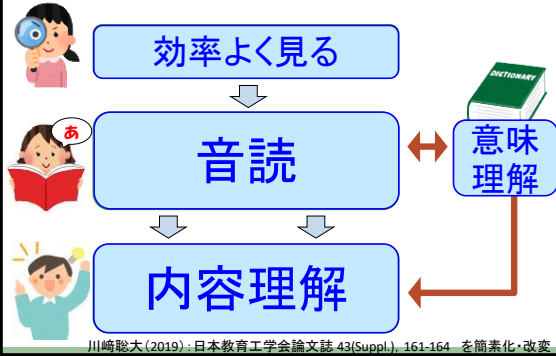 効率よく見る
DICTIONARY
あ
音読
意味
理解
内容理解
川﨑聡大(2019):日本教育工学会論文誌 43(Suppl.), 161-164 を簡素化・改変